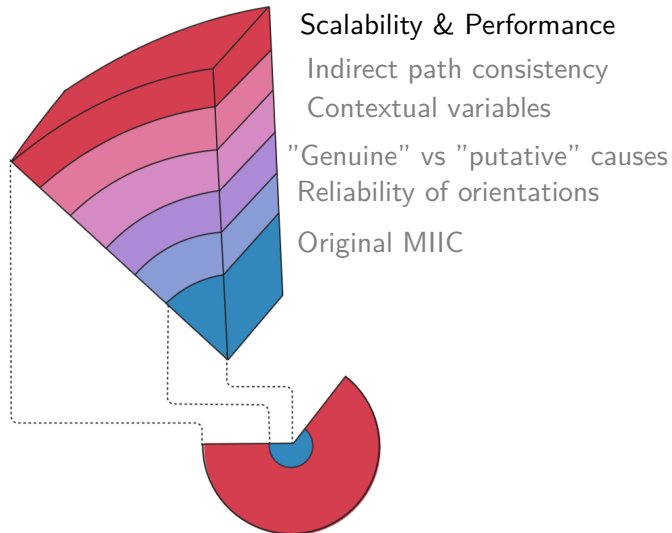 Scalability & Performance
Indirect path consistency
Contextual variables
”Genuine” vs ”putative” causes
Reliability of orientations
Original MIIC